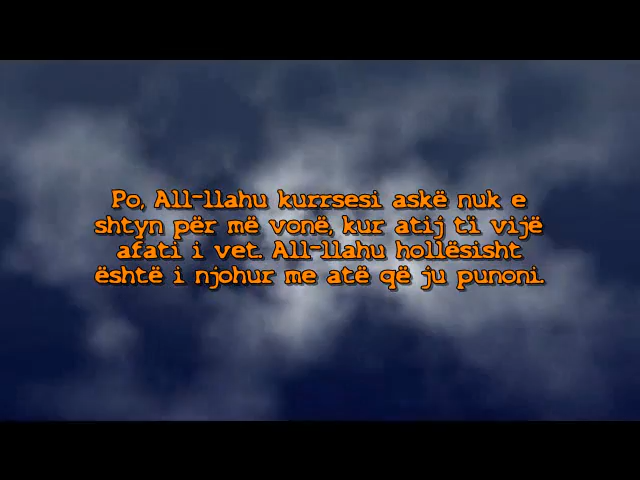 Po, All-llahu kurrsesi askë nuk e
shtyn për më vonë, kur atij t'i vijë
afati i vet. All-llahu hollësisht
është i njohur me atë që ju punoni.